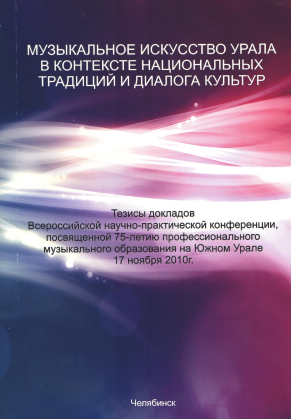 МУЗЫКАЛЬНОЕ ИСКУССТВО УРАЛА
В КОНТЕКСТЕ НАЦИОНАЛЬНЫХ
ТРАДИЦИЙ И ДИАЛОГА КУЛЬТУР
Тезисы докладов
Всероссийской научно-практической конференции,
посвященной 75-летию профессионального
музыкального образования на Южном Урале
17 ноября 2010г.
Челябинск